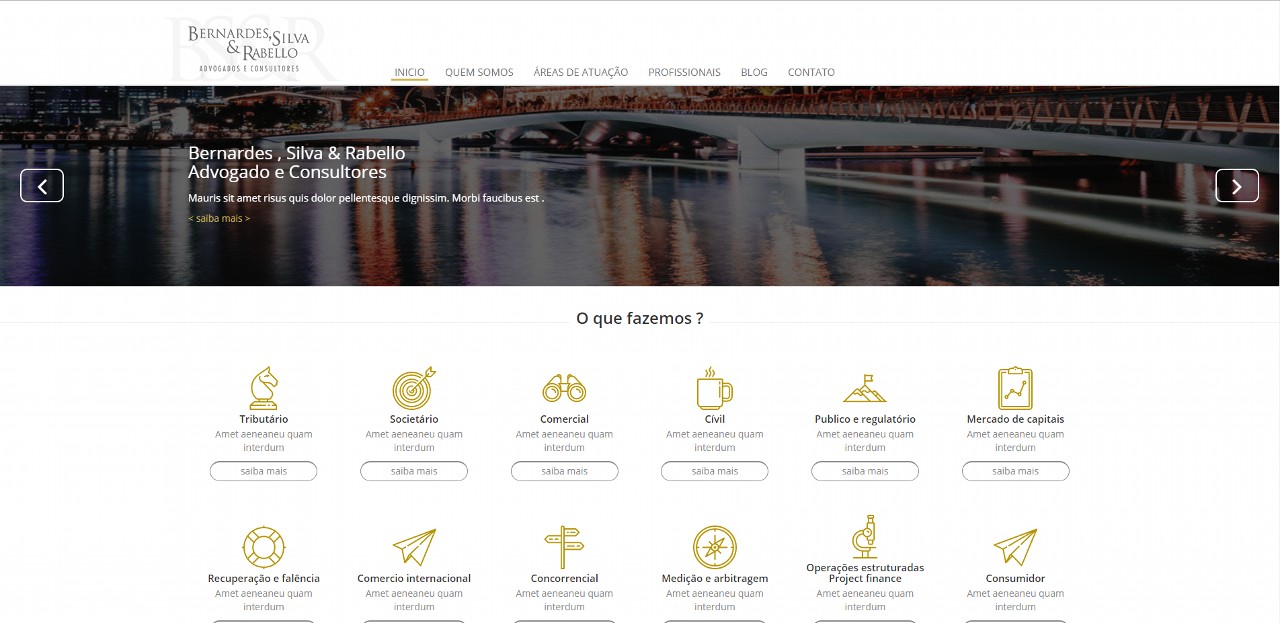 BERNARDES, SILVA
& RABELLO
ADVOGADOS E CONSULTORES
INICIO QUEM SOMOS ÁREAS DE ATUAÇÃO PROFISSIONAIS BLOG CONTATO
Bernardes , Silva & Rabello
Advogado e Consultores
Mauris sit amet risus quis dolor pellentesque dignissim. Morbi faucibus est .
< saiba mais >
O que fazemos ?
Tributário Societário Comercial Cívil Publico e regulatório Mercado de capitais
Amet aeneaneu quam Amet aeneaneu quam Amet aeneaneu quam Amet aeneaneu quam Amet aeneaneu quam Amet aeneaneu quam
interdum interdum interdum interdum interdum interdum
saiba mais saiba mais saiba mais saiba mais saiba mais saiba mais
Operações estruturadas
Recuperação e falência Comercio internacional Concorrencial Medição e arbitragem Project finance Consumidor
Amet aeneaneu quam Amet aeneaneu quam Amet aeneaneu quam Amet aeneaneu quam Amet aeneaneu quam Amet aeneaneu quam
interdum interdum interdum interdum interdum interdum